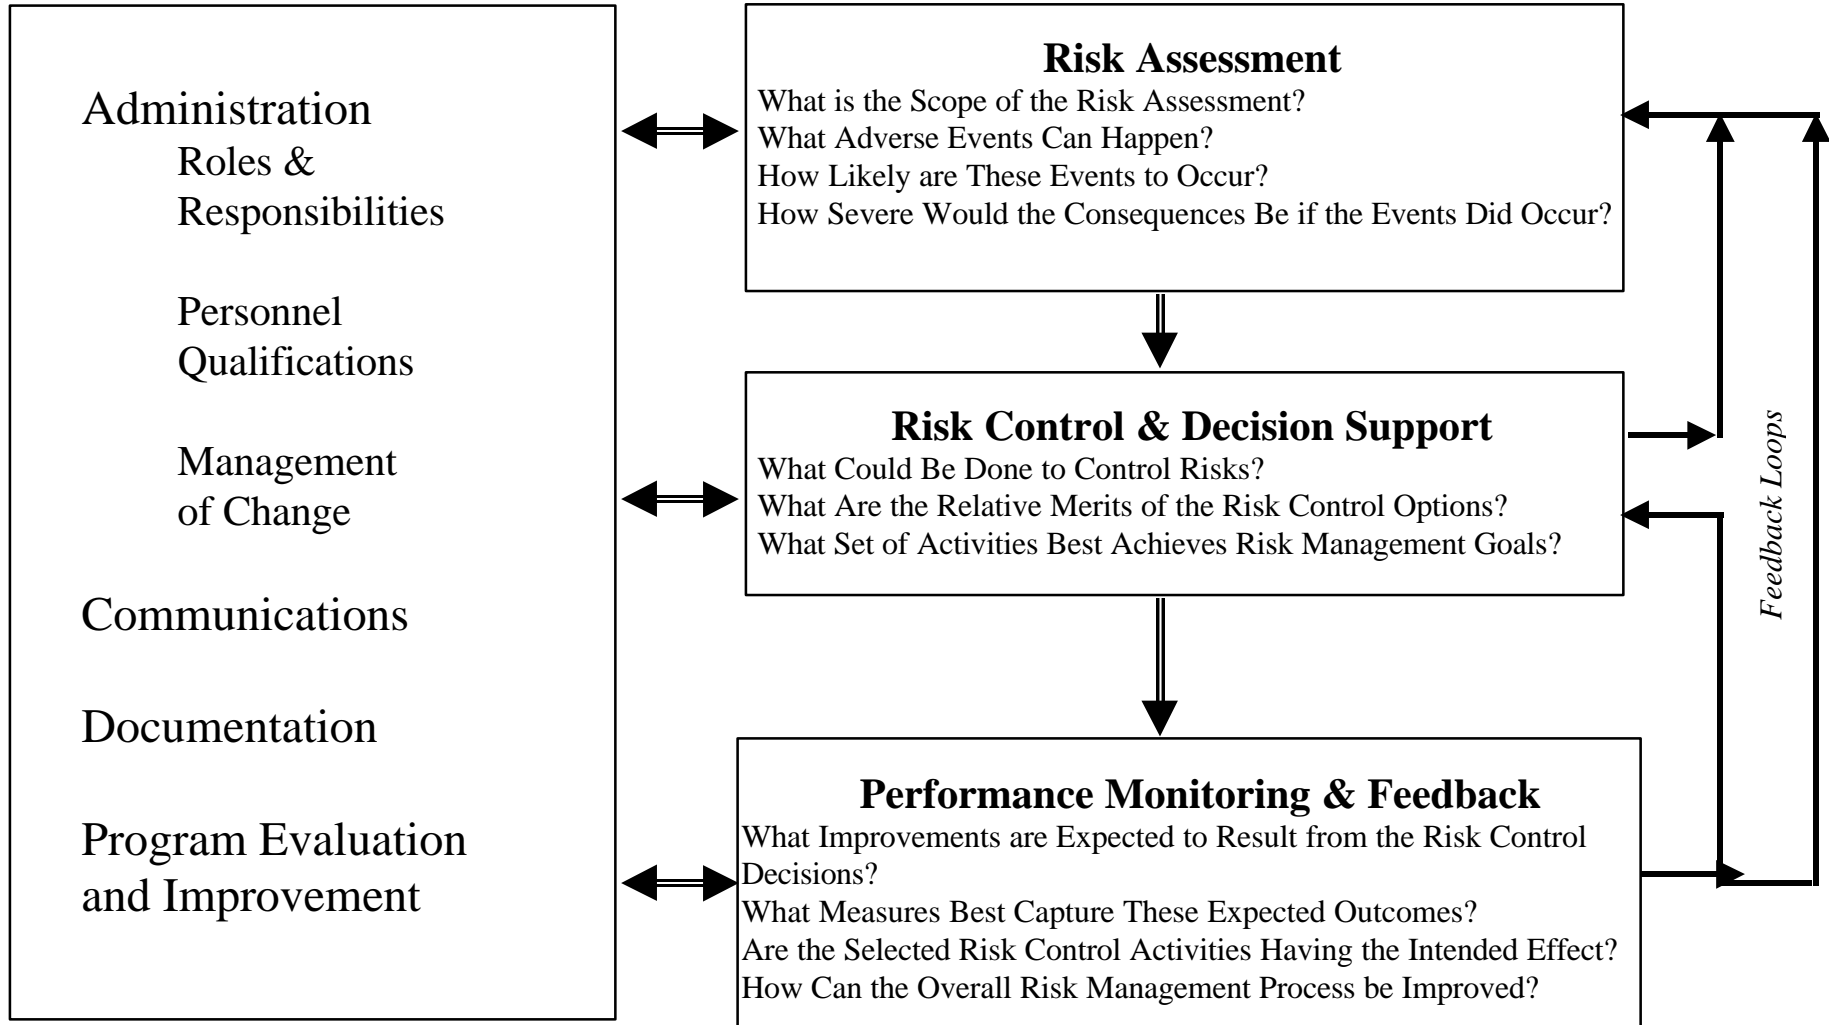 Administration
Roles &
Responsibilities
Personnel
Qualifications
Management
of Change
Communications
Documentation
Program Evaluation
and Improvement
Risk Assessment
What is the Scope of the Risk Assessment?
What Adverse Events Can Happen?
How Likely are These Events to Occur?
How Severe Would the Consequences Be if the Events Did Occur?
Risk Control & Decision Support
What Could Be Done to Control Risks?
What Are the Relative Merits of the Risk Control Options?
What Set of Activities Best Achieves Risk Management Goals?
Performance Monitoring & Feedback
What Improvements are Expected to Result from the Risk Control
Decisions?
What Measures Best Capture These Expected Outcomes?
Are the Selected Risk Control Activities Having the Intended Effect?
How Can the Overall Risk Management Process be Improved?
Feedback Loops